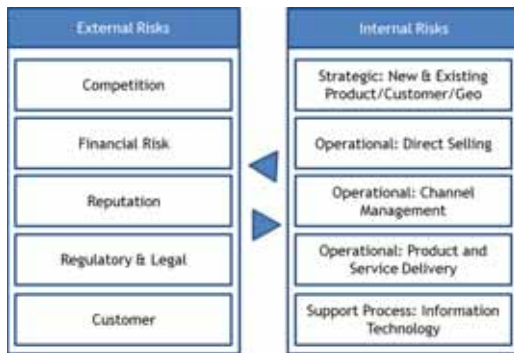 External Risks
Competition
Financial Risk
Reputation
Regulatory & Legal
Customer
Internal Risks
Strategic: New & Existing
Product/Customer/Geo
Operational: Direct Selling
Operational: Channel
Management
Operational: Product and
Service Delivery
Support Process: Information
Technology